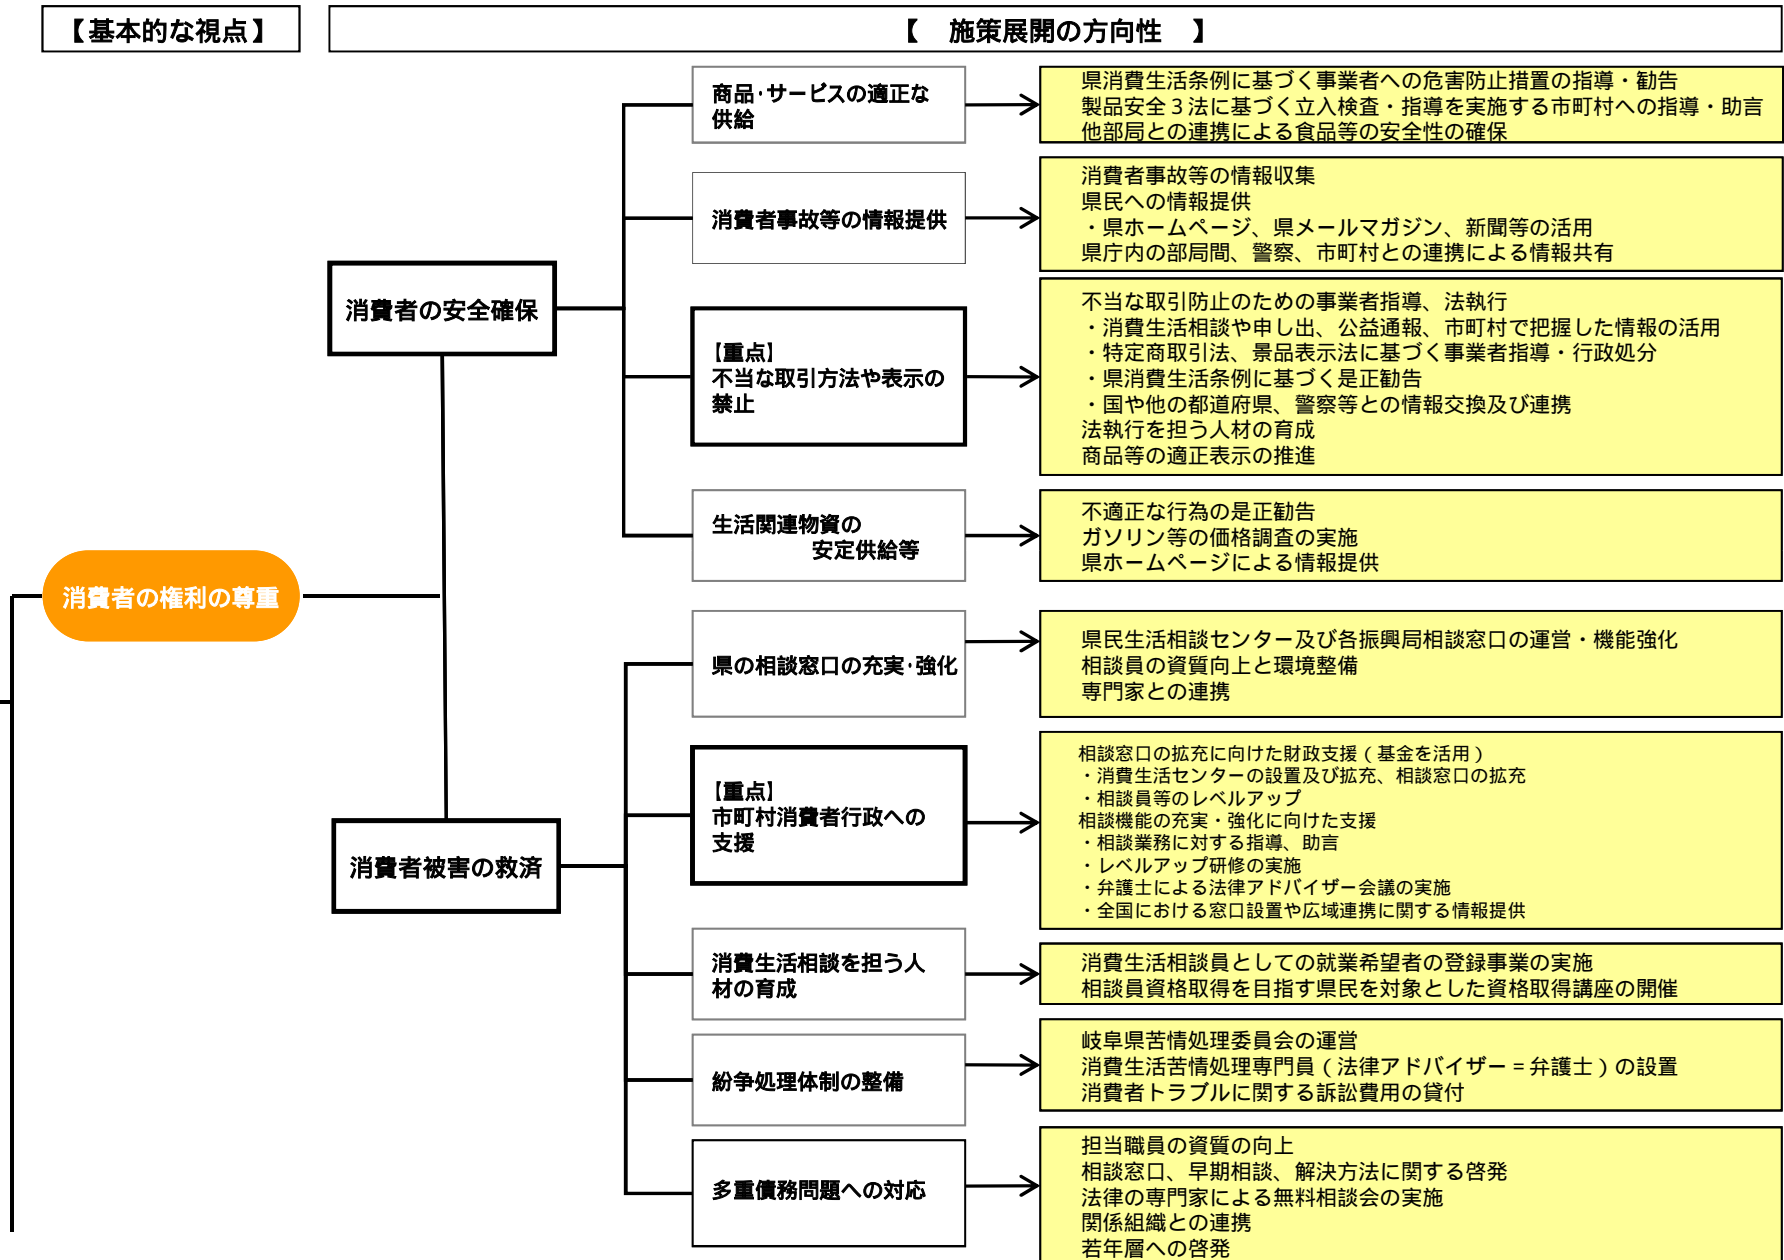 【基本的な視点】
【　施策展開の方向性　】
消費者の権利の尊重
消費者の安全確保
商品・サービスの適正な
供給
県消費生活条例に基づく事業者への危害防止措置の指導・勧告
製品安全３法に基づく立入検査・指導を実施する市町村への指導・助言
他部局との連携による食品等の安全性の確保
消費者事故等の情報提供
消費者事故等の情報収集
県民への情報提供
・県ホームページ、県メールマガジン、新聞等の活用
県庁内の部局間、警察、市町村との連携による情報共有
【重点】
不当な取引方法や表示の
禁止
不当な取引防止のための事業者指導、法執行
・消費生活相談や申し出、公益通報、市町村で把握した情報の活用
・特定商取引法、景品表示法に基づく事業者指導・行政処分
・県消費生活条例に基づく是正勧告
・国や他の都道府県、警察等との情報交換及び連携
法執行を担う人材の育成
商品等の適正表示の推進
生活関連物資の
安定供給等
不適正な行為の是正勧告
ガソリン等の価格調査の実施
県ホームページによる情報提供
消費者被害の救済
県の相談窓口の充実・強化
県民生活相談センター及び各振興局相談窓口の運営・機能強化
相談員の資質向上と環境整備
専門家との連携
【重点】
市町村消費者行政への
支援
相談窓口の拡充に向けた財政支援（基金を活用）
・消費生活センターの設置及び拡充、相談窓口の拡充
・相談員等のレベルアップ
相談機能の充実・強化に向けた支援
・相談業務に対する指導、助言
・レベルアップ研修の実施
・弁護士による法律アドバイザー会議の実施
・全国における窓口設置や広域連携に関する情報提供
消費生活相談を担う人
材の育成
消費生活相談員としての就業希望者の登録事業の実施
相談員資格取得を目指す県民を対象とした資格取得講座の開催
紛争処理体制の整備
岐阜県苦情処理委員会の運営
消費生活苦情処理専門員（法律アドバイザー＝弁護士）の設置
消費者トラブルに関する訴訟費用の貸付
多重債務問題への対応
担当職員の資質の向上
相談窓口、早期相談、解決方法に関する啓発
法律の専門家による無料相談会の実施
関係組織との連携
若年層への啓発